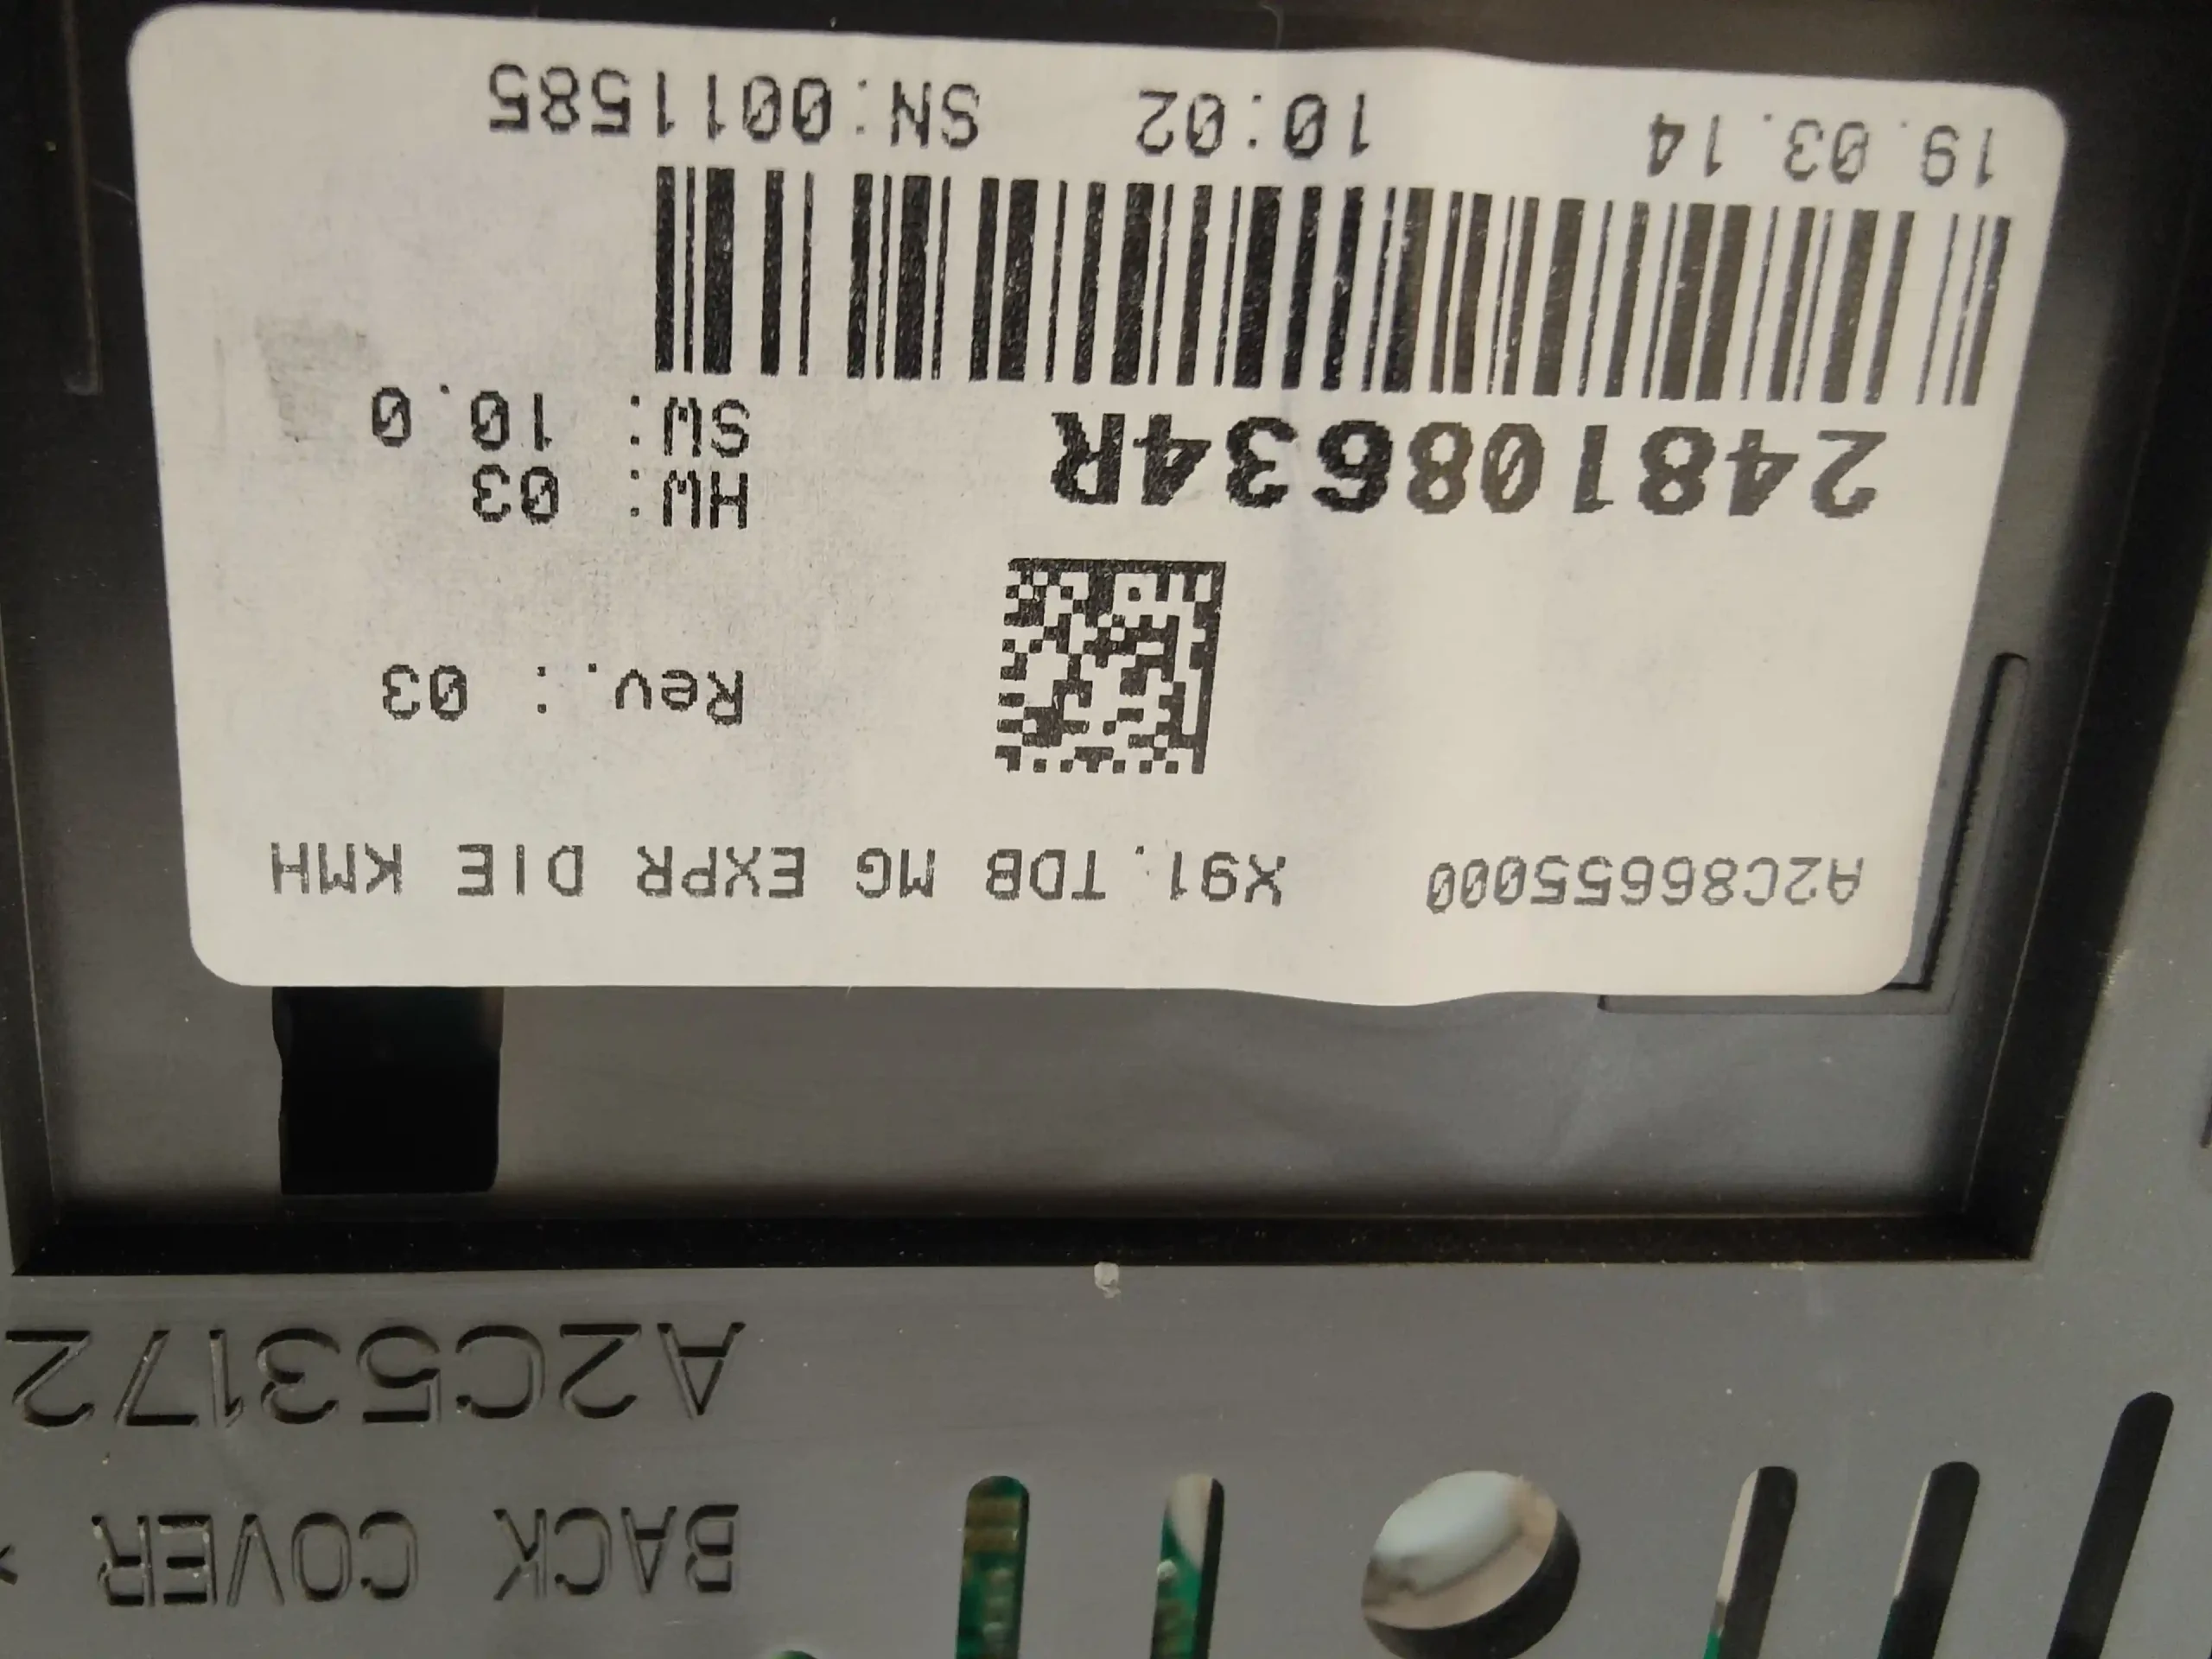 BACK COVER
A2C53172
A2C86655000 X91. TDB MG EXPR DIE KMH
Rev. : 03
HW: 03
248108634R SW: 10.0
19.03.14 10:02 SN:0011585